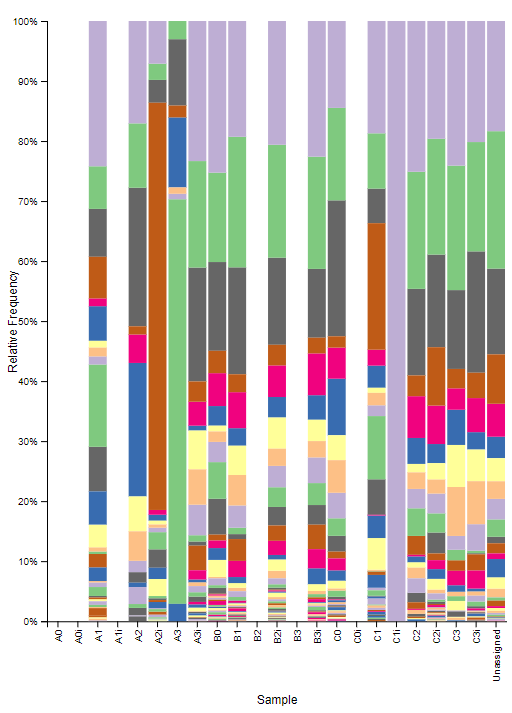 100%
90%
80%
70%
60%
50%
40%
30%
20%
10%
0%
Relative Frequency
A0
A0i
A1
A1i
A2
A2i
A3
A3i
B0
B1
B2
B2i
B3
B3i
C0
C0i
C1
C1i
C2
C2i
C3
C3i
Unassigned
Sample